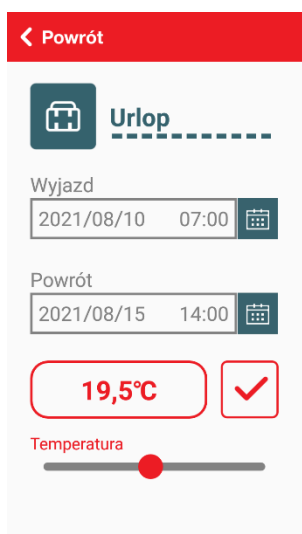 Powrót
Urlop
Wyjazd
2021/08/10 07:00
Powrót
2021/08/15 14:00
19,5°C
Temperatura